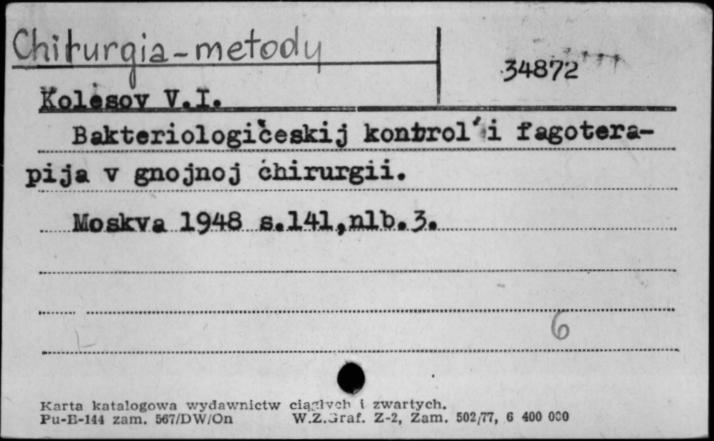 Chirurgia-metody
34872
Kolesov V.I.
Bakteriologičeskij kontrol´ i fagotera-
pija v gnojnoj chirurgii.
Moskva 1948 s.141,nlb.3.
6
Karta katalogowa wydawnictw ciągłych i zwartych.
Pu-B-144 zam. 567/DW/On W.Z.Graf. Z-2, Zam. 502/77, 6 400 000